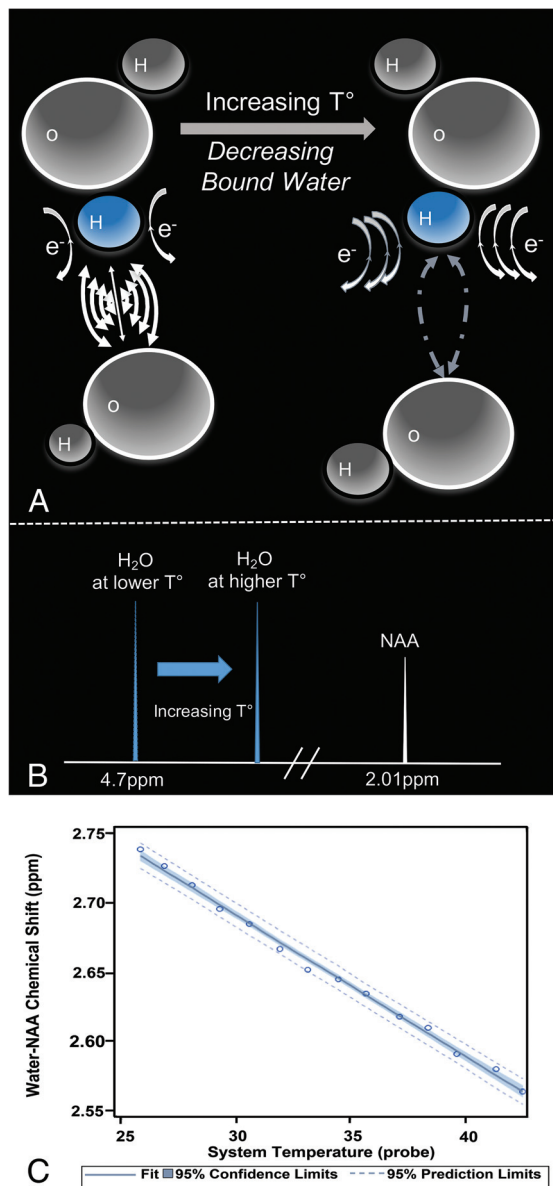 H
O
H
e-
e-
O
H
Increasing T°
Decreasing
Bound Water
H
O
H
e-
e-
O
H
A
H₂O
at lower T°
H₂O
at higher T°
NAA
Increasing T°
4.7ppm
2.01ppm
B
Water-NAA Chemical Shift (ppm)
2.75
2.70
2.65
2.60
2.55
25
30
35
40
System Temperature (probe)
C
Fit 95% Confidence Limits 95% Prediction Limits